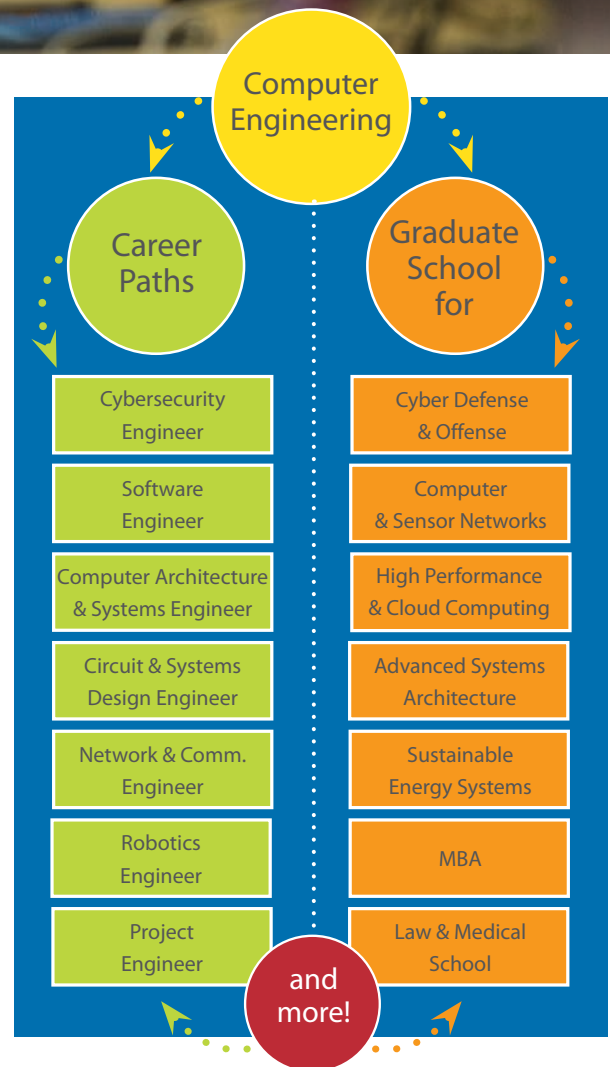 Computer
Engineering
Career
Paths
Cybersecurity
Engineer
Software
Engineer
Computer Architecture
& Systems Engineer
Circuit & Systems
Design Engineer
Network & Comm.
Engineer
Robotics
Engineer
Project
Engineer
Graduate
School
for
Cyber Defense
& Offense
Computer
& Sensor Networks
High Performance
& Cloud Computing
Advanced Systems
Architecture
Sustainable
Energy Systems
MBA
Law & Medical
School
and
more!